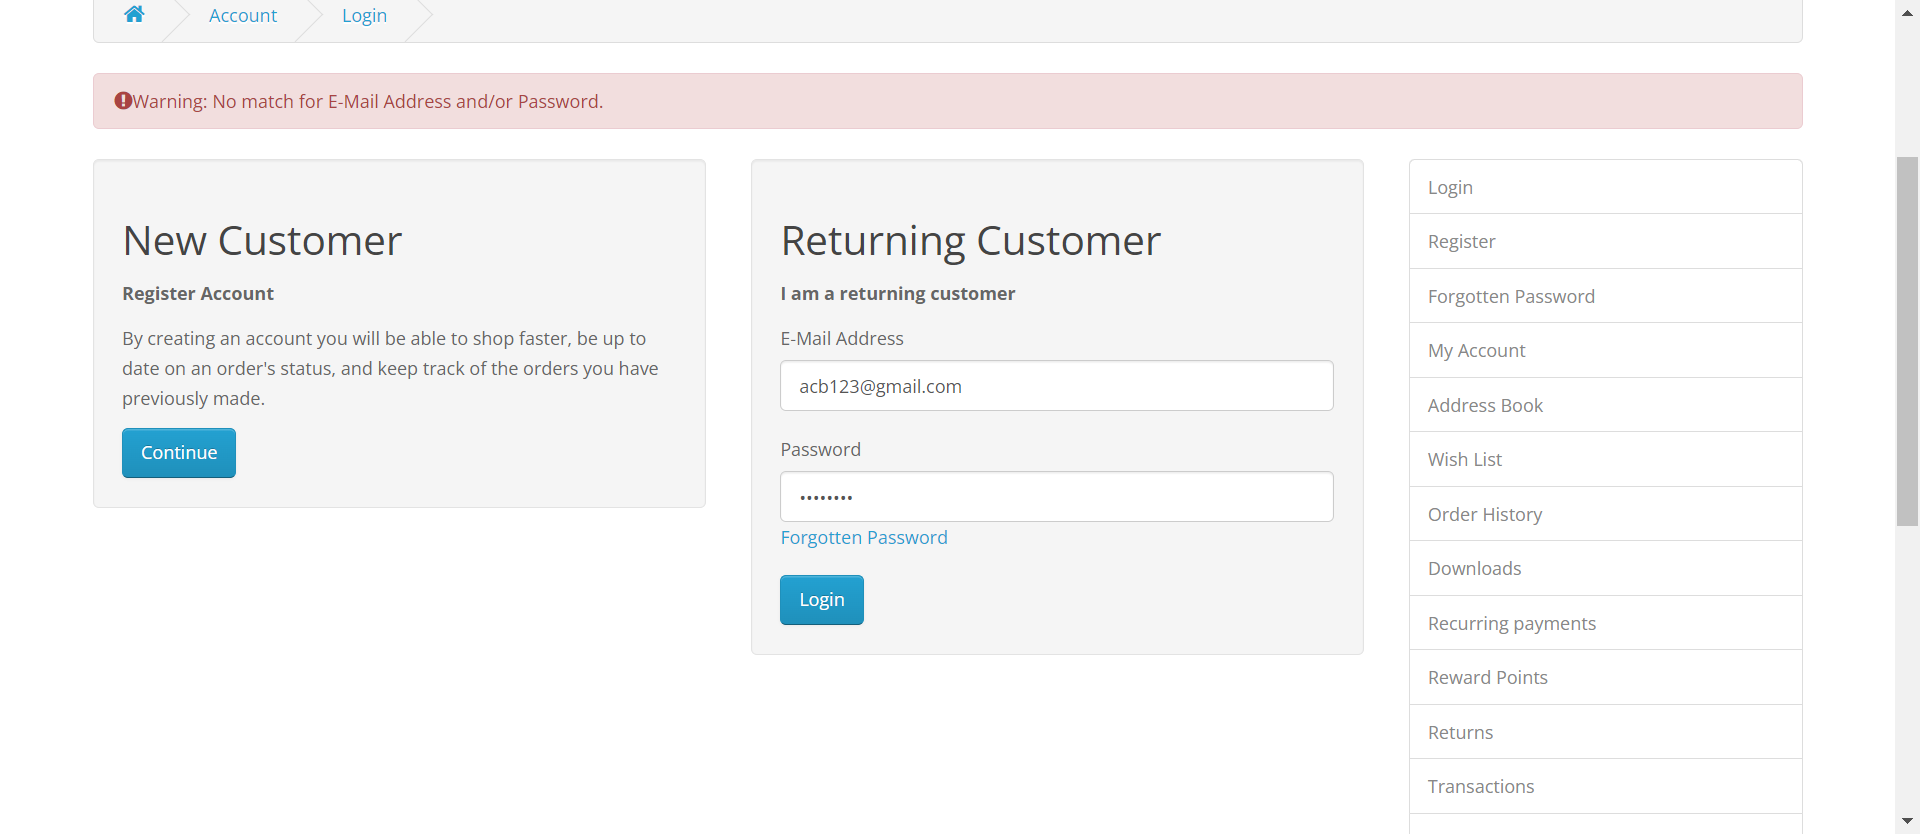 Account
Login
Warning: No match for E-Mail Address and/or Password.
New Customer
Register Account
By creating an account you will be able to shop faster, be up to
date on an order's status, and keep track of the orders you have
previously made.
Continue
Returning Customer
I am a returning customer
E-Mail Address
acb123@gmail.com
Password
••••••••
Forgotten Password
Login
Login
Register
Forgotten Password
My Account
Address Book
Wish List
Order History
Downloads
Recurring payments
Reward Points
Returns
Transactions